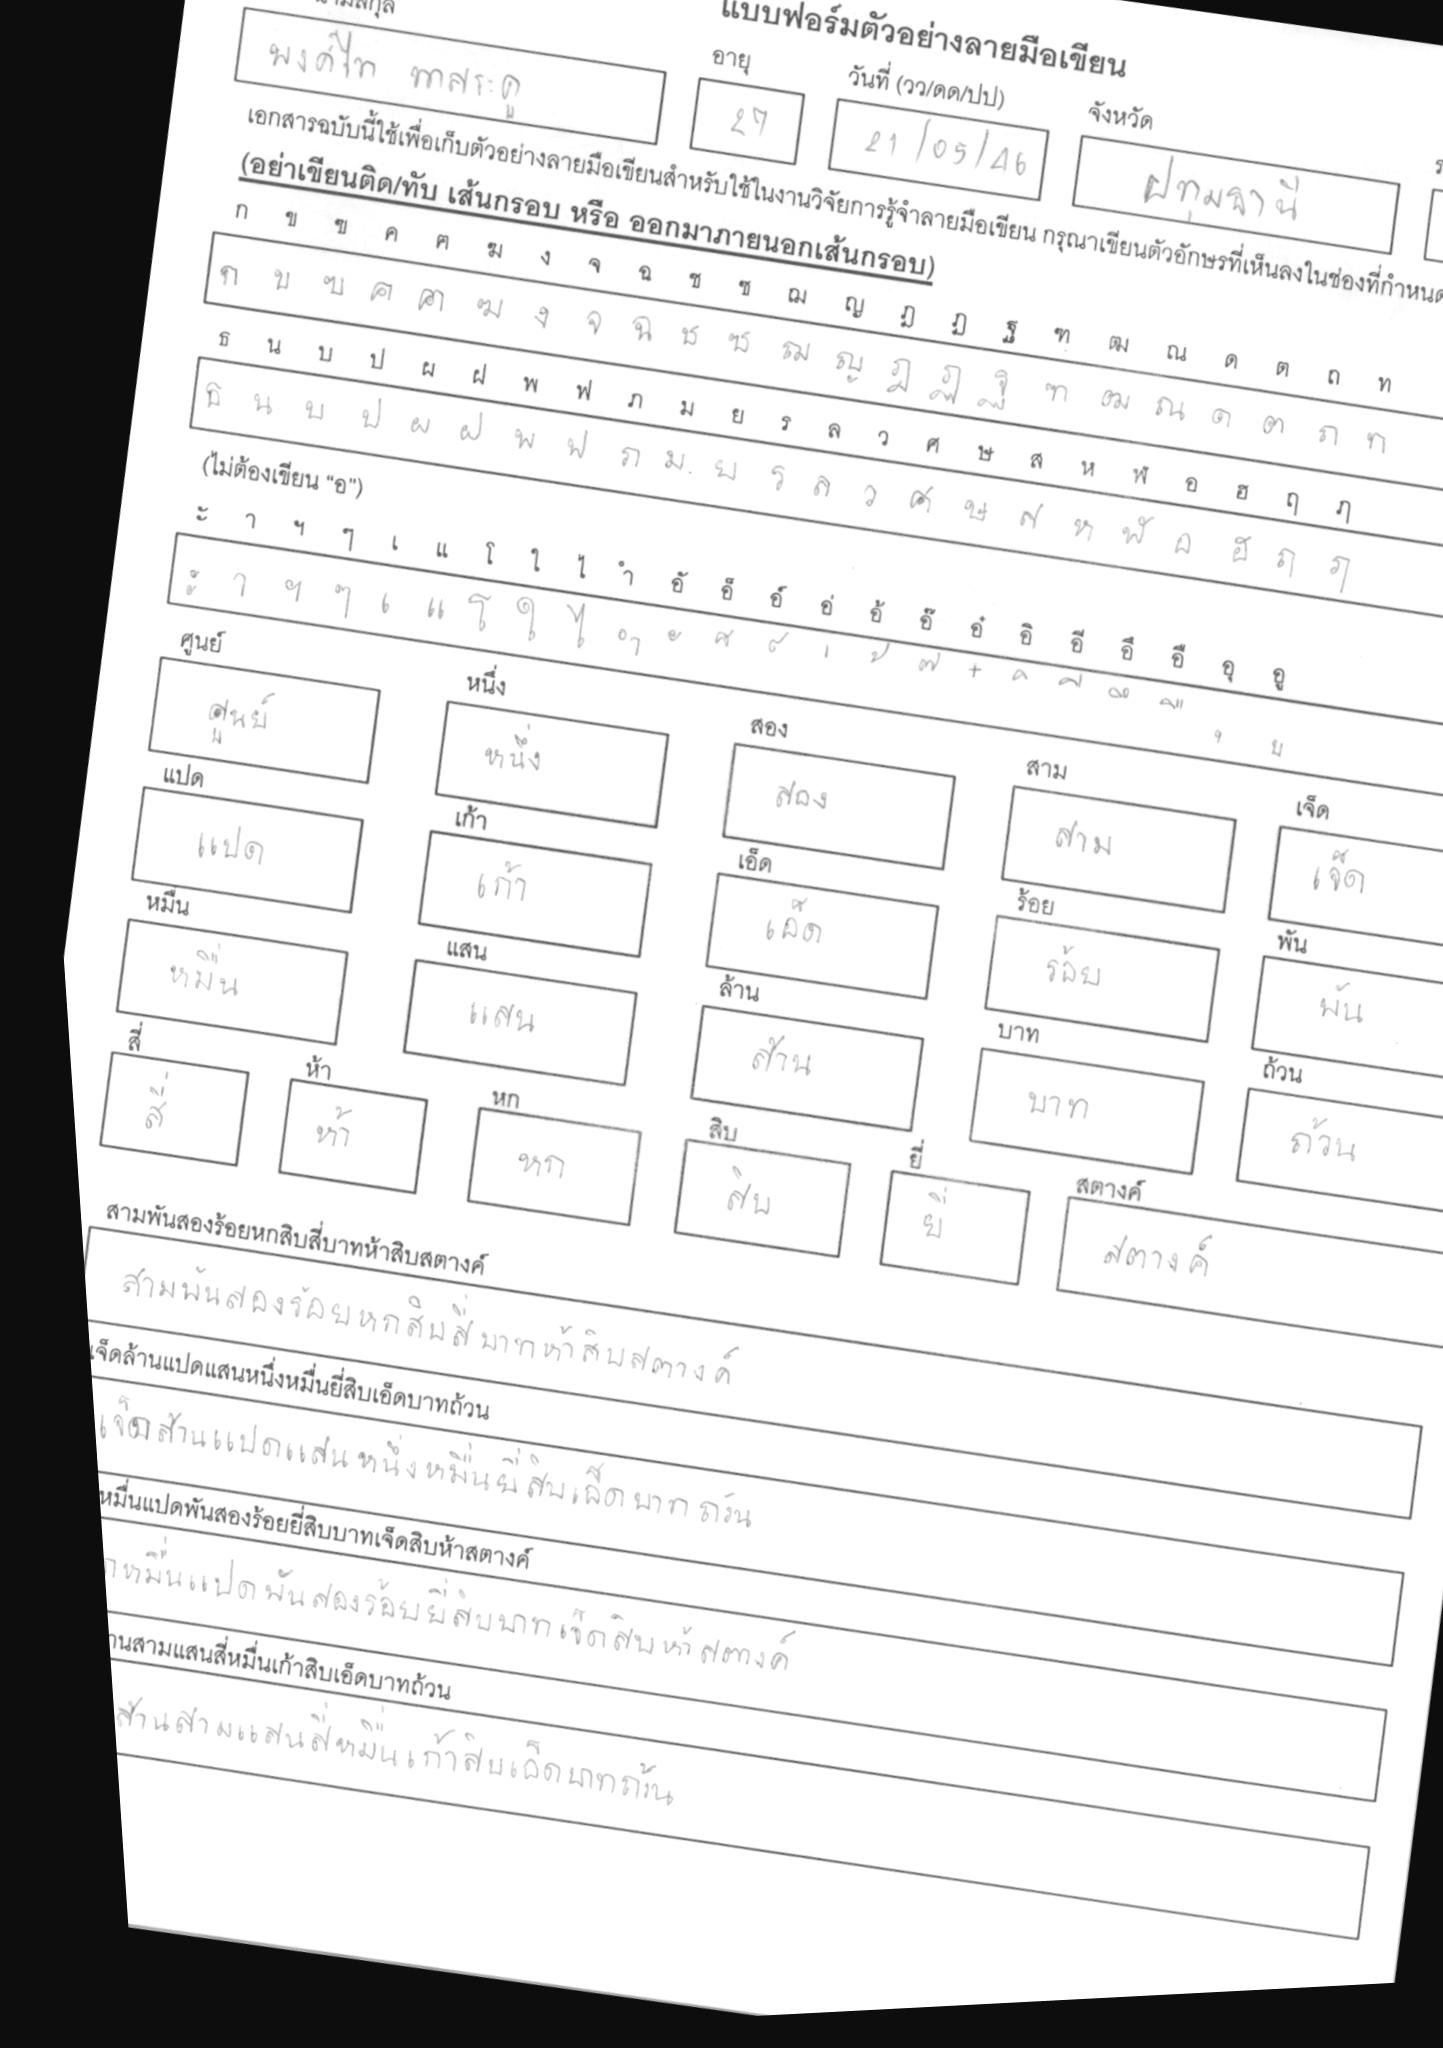 แบบฟอร์มตัวอย่างลายมือเขียน
อายุ วันที่ (วว/ดด/ปป) จังหวัด
27 21/05/46 ปทุมธานี
เอกสารฉบับนี้ใช้เพื่อเก็บตัวอย่างลายมือเขียนสำหรับใช้ในงานวิจัยการรู้จำลายมือเขียน กรุณาเขียนตัวอักษรที่เห็นลงในช่องที่กำหนด
(อย่าเขียนติด/ทับ เส้นกรอบ หรือ ออกมาภายนอกเส้นกรอบ)
ก ข ฃ ค ฅ ฆ ง จ ฉ ช ซ ฌ ญ ฎ ฏ ฐ ฑ ฒ ณ ด ต ถ ท
ก ข ฃ ค ฅ ฆ ง จ ฉ ช ซ ฌ ญ ฎ ฏ ฐ ฑ ฒ ณ ด ต ถ ท
ธ น บ ป ผ ฝ พ ฟ ภ ม ย ร ล ว ศ ษ ส ห ฬ อ ฮ ฤ ฦ
ธ น บ ป ผ ฝ พ ฟ ภ ม ย ร ล ว ศ ษ ส ห ฬ อ ฮ ฤ ฦ
(ไม่ต้องเขียน “อ”)
ะ า ฯ ๆ เ แ โ ใ ไ ำ อั อ็ อ์ อ่ อ้ อ๊ อ๋ อิ อี อึ อื อุ อู
ะ า ฯ ๆ เ แ โ ใ ไ ำ ั ็ ์ ่ ้ ๊ ๋ ิ ี ึ ื ุ ู
ศูนย์ หนึ่ง สอง สาม เจ็ด
ศูนย์ หนึ่ง สอง สาม เจ็ด
แปด เก้า เอ็ด ร้อย พัน
แปด เก้า เอ็ด ร้อย พัน
หมื่น แสน ล้าน บาท ถ้วน
หมื่น แสน ล้าน บาท ถ้วน
สี่ ห้า หก สิบ ยี่ สตางค์
สี่ ห้า หก สิบ ยี่ สตางค์
สามพันสองร้อยหกสิบสี่บาทห้าสิบสตางค์
สามพันสองร้อยหกสิบสี่บาทห้าสิบสตางค์
เจ็ดล้านแปดแสนหนึ่งหมื่นยี่สิบเอ็ดบาทถ้วน
เจ็ดล้านแปดแสนหนึ่งหมื่นยี่สิบเอ็ดบาทถ้วน
หมื่นแปดพันสองร้อยยี่สิบบาทเจ็ดสิบห้าสตางค์
กหมื่นแปดพันสองร้อยยี่สิบบาทเจ็ดสิบห้าสตางค์
านสามแสนสี่หมื่นเก้าสิบเอ็ดบาทถ้วน
ล้านสามแสนสี่หมื่นเก้าสิบเอ็ดบาทถ้วน